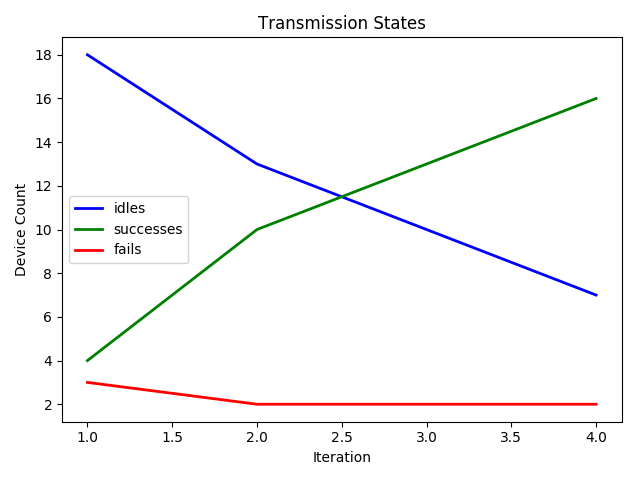 Transmission States
Device Count
18
16
14
12
10
8
6
4
2
idles
successes
fails
1.0 1.5 2.0 2.5 3.0 3.5 4.0
Iteration